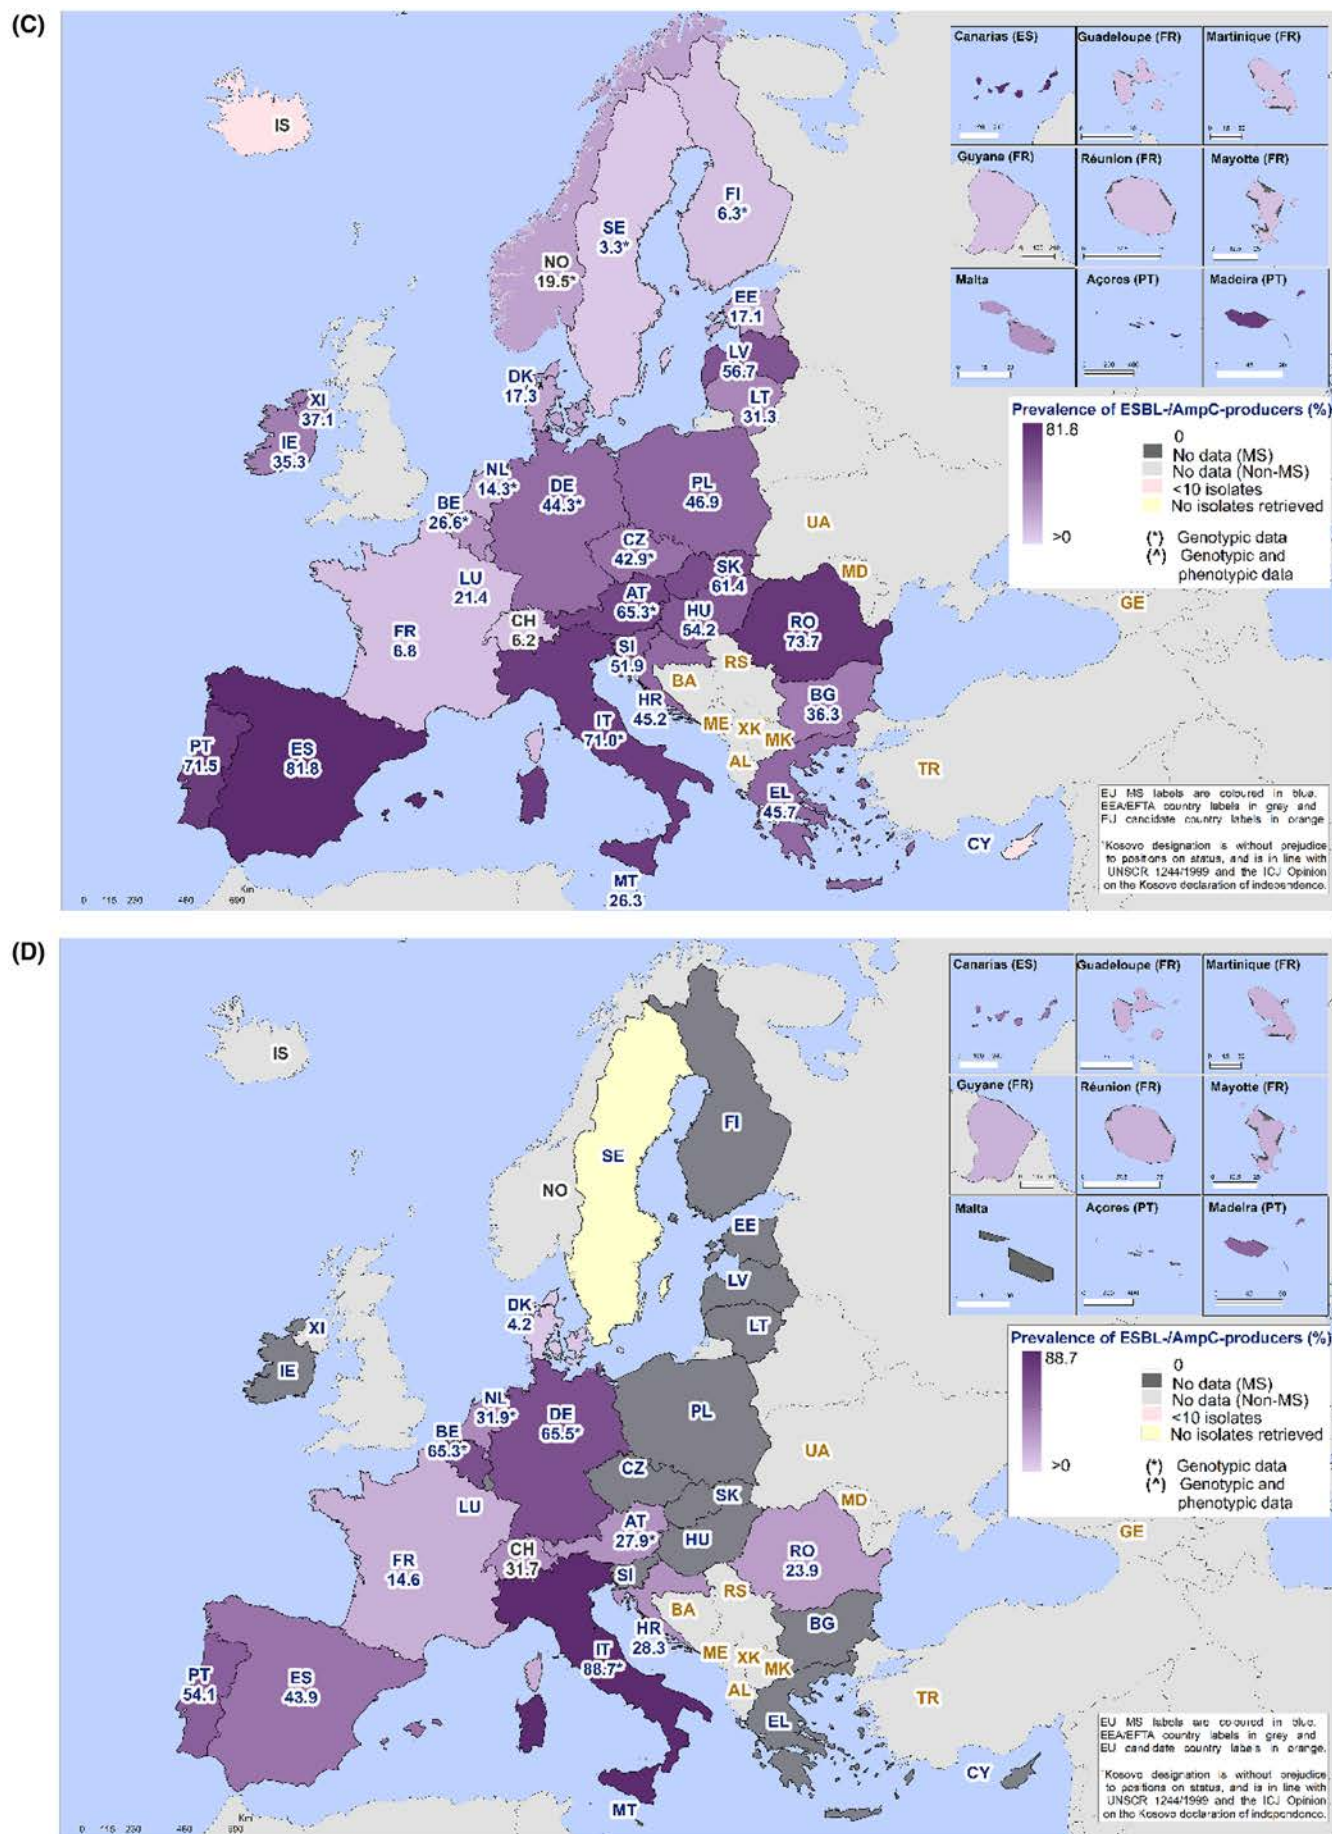 (C)
Canarias (ES)
Guadeloupe (FR)
Martinique (FR)
Guyane (FR)
Réunion (FR)
Mayotte (FR)
Malta
Açores (PT)
Madeira (PT)
IS
FI
6.3*
SE
3.3*
NO
19.5*
EE
17.1
LV
56.7
LT
31.3
DK
17.3
XI
37.1
IE
35.3
NL
14.3*
BE
26.6*
DE
44.3*
PL
46.9
CZ
42.9*
SK
61.4
LU
21.4
AT
65.3*
HU
54.2
CH
6.2
FR
6.8
SI
51.9
RO
73.7
UA
MD
GE
RS
BA
HR
45.2
BG
36.3
IT
71.0*
ME
XK
MK
AL
TR
PT
71.5
ES
81.8
EL
45.7
CY
MT
26.3
Prevalence of ESBL-/AmpC-producers (%)
81.8
>0
0
No data (MS)
No data (Non-MS)
<10 isolates
No isolates retrieved
(*) Genotypic data
(^) Genotypic and
phenotypic data
EU MS labels are coloured in blue,
EEA/EFTA country labels in grey and
EU candidate country labels in orange
*Kosovo designation is without prejudice
to positions on status, and is in line with
UNSCR 1244/1999 and the ICJ Opinion
on the Kosovo declaration of independence.
Km
(D)
Canarias (ES)
Guadeloupe (FR)
Martinique (FR)
Guyane (FR)
Réunion (FR)
Mayotte (FR)
Malta
Açores (PT)
Madeira (PT)
IS
FI
SE
NO
EE
LV
LT
DK
4.2
XI
IE
NL
31.9*
BE
65.3*
DE
65.5*
PL
CZ
SK
LU
AT
27.9*
HU
CH
31.7
FR
14.6
SI
RO
23.9
UA
MD
GE
RS
BA
HR
28.3
BG
IT
88.7*
ME
XK
MK
AL
TR
PT
54.1
ES
43.9
EL
CY
MT
Prevalence of ESBL-/AmpC-producers (%)
88.7
>0
0
No data (MS)
No data (Non-MS)
<10 isolates
No isolates retrieved
(*) Genotypic data
(^) Genotypic and
phenotypic data
EU MS labels are coloured in blue,
EEA/EFTA country labels in grey and
EU candidate country labels in orange.
*Kosovo designation is without prejudice
to positions on status, and is in line with
UNSCR 1244/1999 and the ICJ Opinion
on the Kosovo declaration of independence.
Km